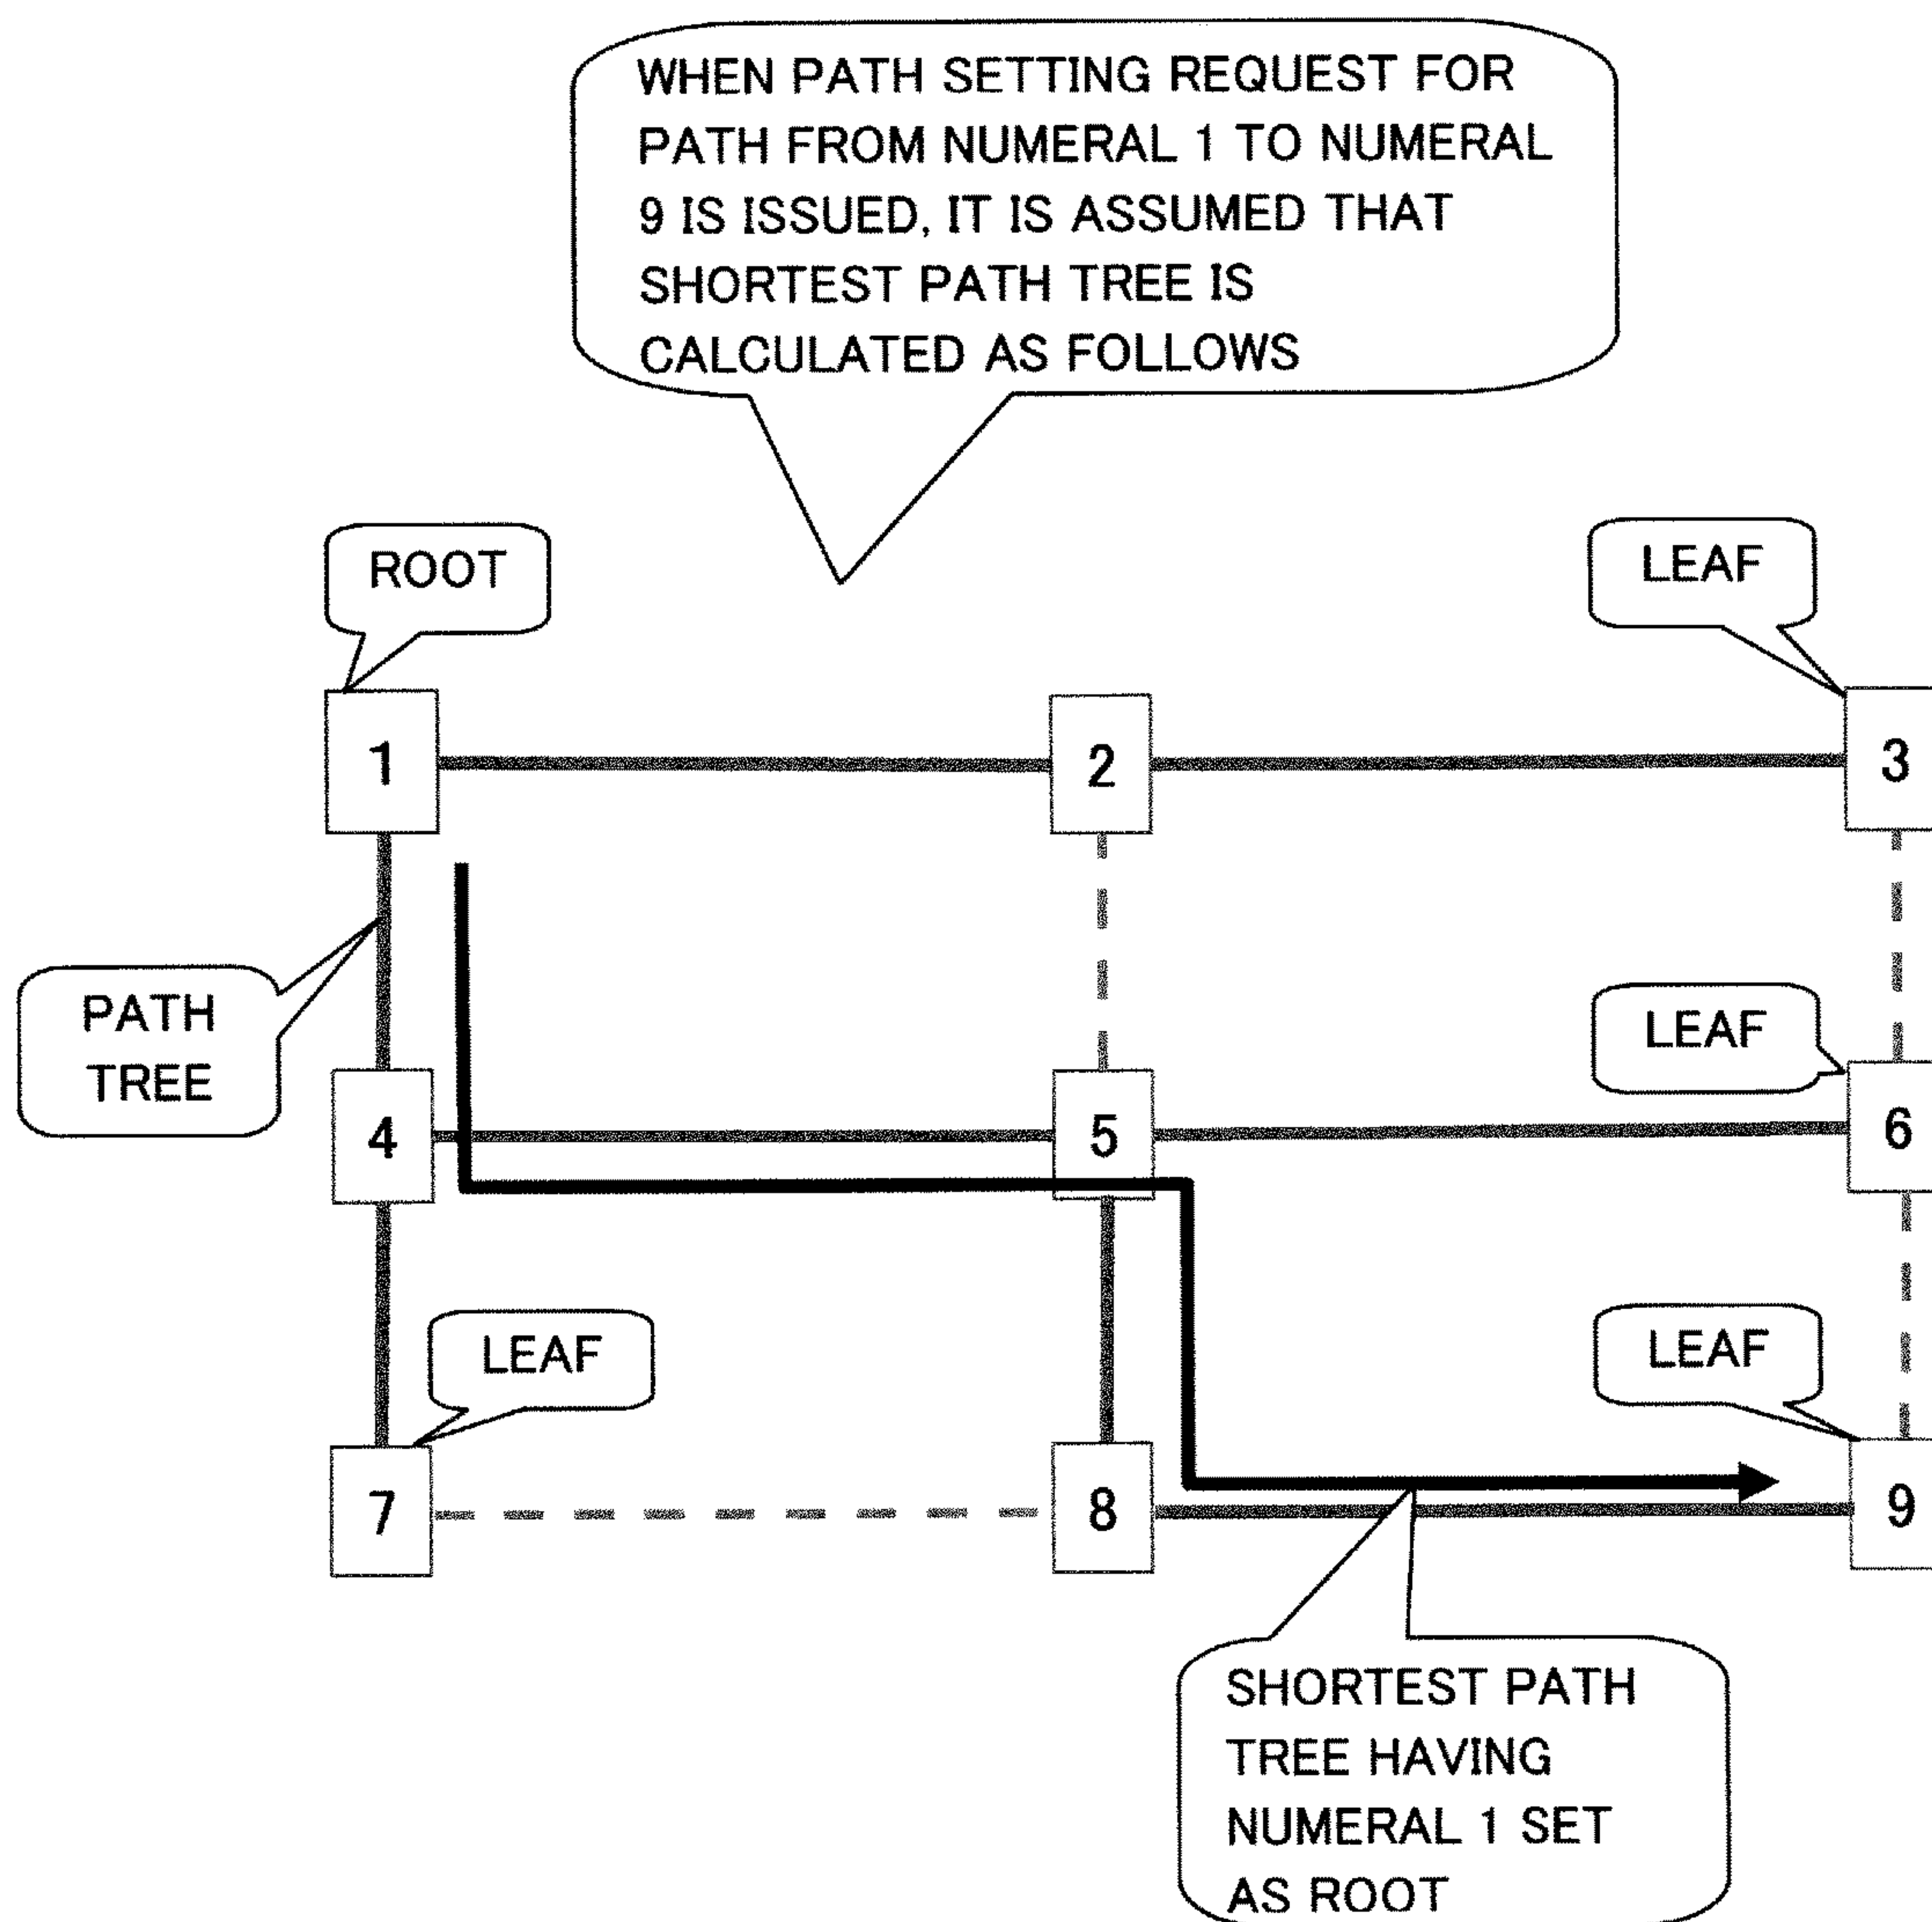 WHEN PATH SETTING REQUEST FOR
PATH FROM NUMERAL 1 TO NUMERAL
9 IS ISSUED, IT IS ASSUMED THAT
SHORTEST PATH TREE IS
CALCULATED AS FOLLOWS
ROOT
LEAF
1
2
3
PATH
TREE
LEAF
4
5
6
LEAF
LEAF
7
8
9
SHORTEST PATH
TREE HAVING
NUMERAL 1 SET
AS ROOT